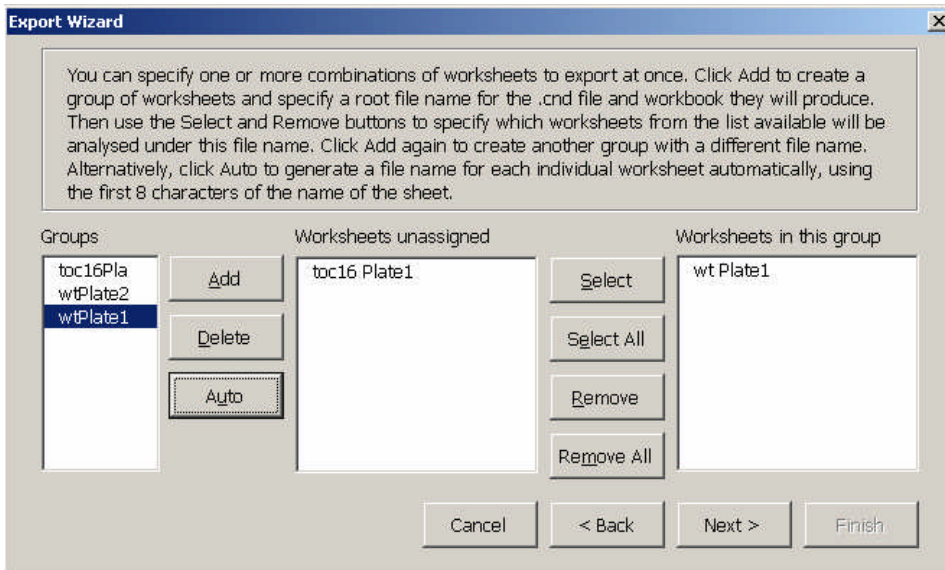 Export Wizard
You can specify one or more combinations of worksheets to export at once. Click Add to create a
group of worksheets and specify a root file name for the .cnd file and workbook they will produce.
Then use the Select and Remove buttons to specify which worksheets from the list available will be
analysed under this file name. Click Add again to create another group with a different file name.
Alternatively, click Auto to generate a file name for each individual worksheet automatically, using
the first 8 characters of the name of the sheet.
Groups
toc16Pla
wtPlate2
wtPlate1
Add
Delete
Auto
Worksheets unassigned
toc16 Plate1
Select
Select All
Remove
Remove All
Worksheets in this group
wt Plate1
Cancel
< Back
Next >
Finish